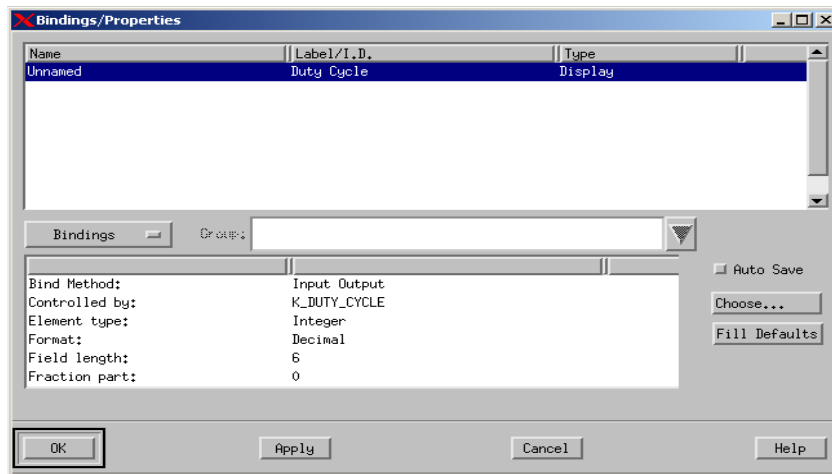 Bindings/Properties
Name Label/I.D. Type
Unnamed Duty Cycle Display
Bindings Group:
Auto Save
Bind Method: Input Output
Controlled by: K_DUTY_CYCLE
Choose...
Element type: Integer
Format: Decimal
Fill Defaults
Field length: 6
Fraction part: 0
OK Apply Cancel Help